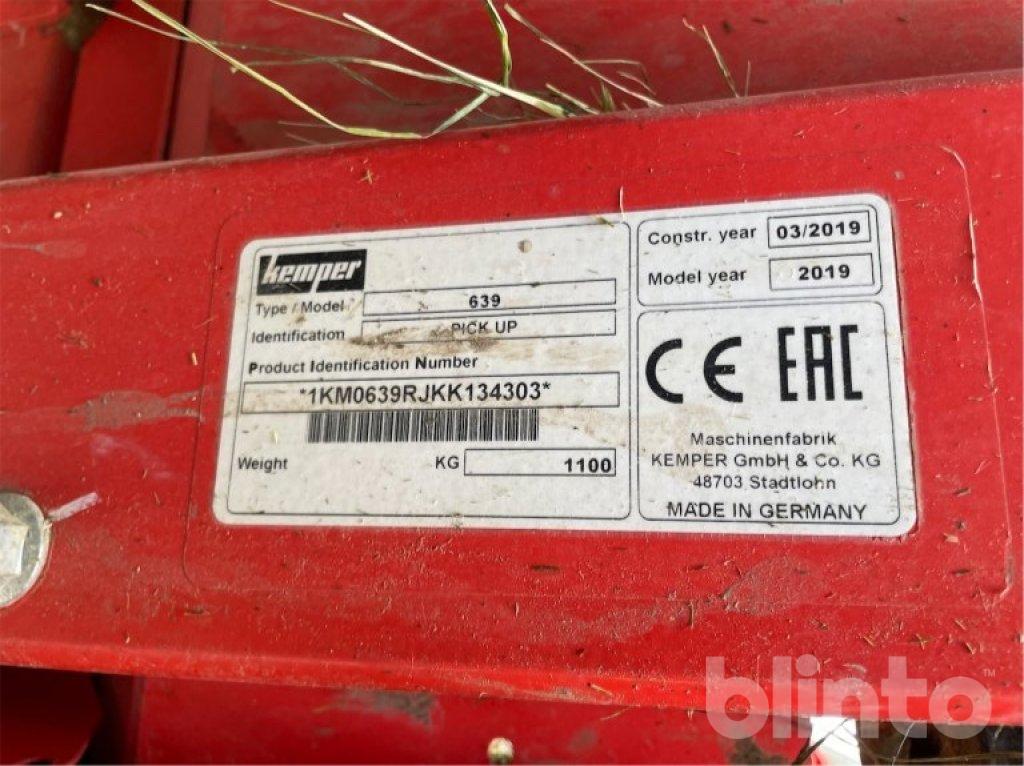 kemper
Type / Model 639
Identification PICK UP
Product Identification Number
*1KM0639RJKK134303*
Weight KG 1100
Constr. year 03/2019
Model year 2019
CE EAC
Maschinenfabrik
KEMPER GmbH & Co. KG
48703 Stadtlohn
MADE IN GERMANY
blinto™